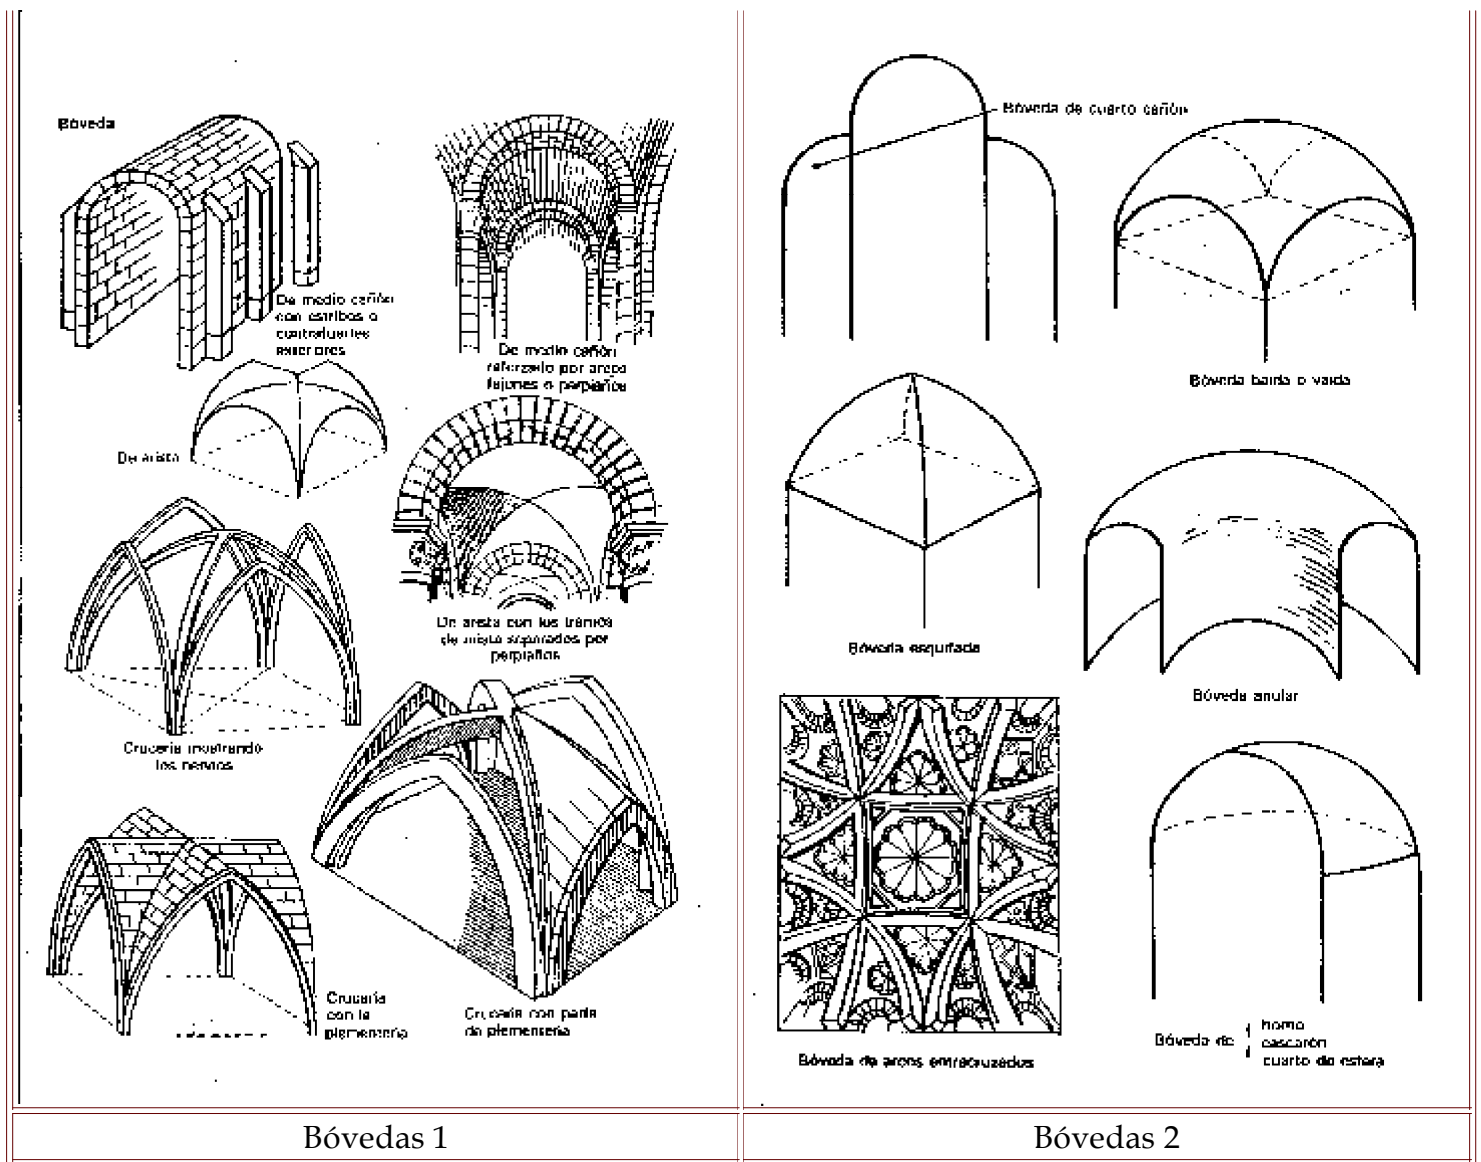 Bóveda
De medio cañón
con estribos o
contrafuertes
exteriores
De medio cañón
reforzado por arcos
fajones o perpiaños
De arista
De arista con los tramos
de arista separados por
perpiaños
Crucería mostrando
los nervios
Crucería con parte
de plementería
Crucería
con la
plementería
Bóveda de cuarto cañón
Bóveda baida o vaida
Bóveda esquifada
Bóveda anular
Bóveda de arcos entrecruzados
Bóveda de
horno
cascarón
cuarto de esfera
Bóvedas 1
Bóvedas 2